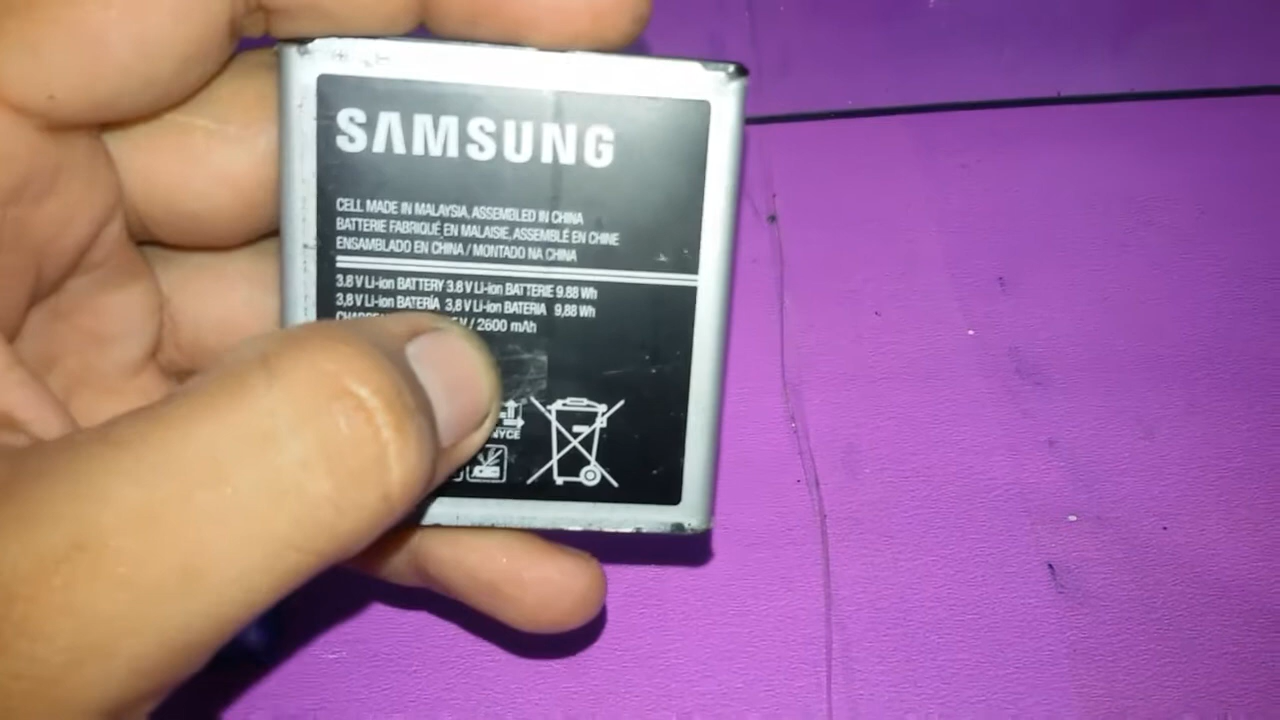 SAMSUNG
CELL MADE IN MALAYSIA, ASSEMBLED IN CHINA
BATTERIE FABRIQUÉ EN MALAISIE, ASSEMBLÉ EN CHINE
ENSAMBLADO EN CHINA / MONTADO NA CHINA
3.8 V Li-ion BATTERY 3.8 V Li-ion BATTERIE 9.88 Wh
3,8 V Li-ion BATERÍA 3,8 V Li-ion BATERIA 9,88 Wh
V / 2600 mAh
NYCE